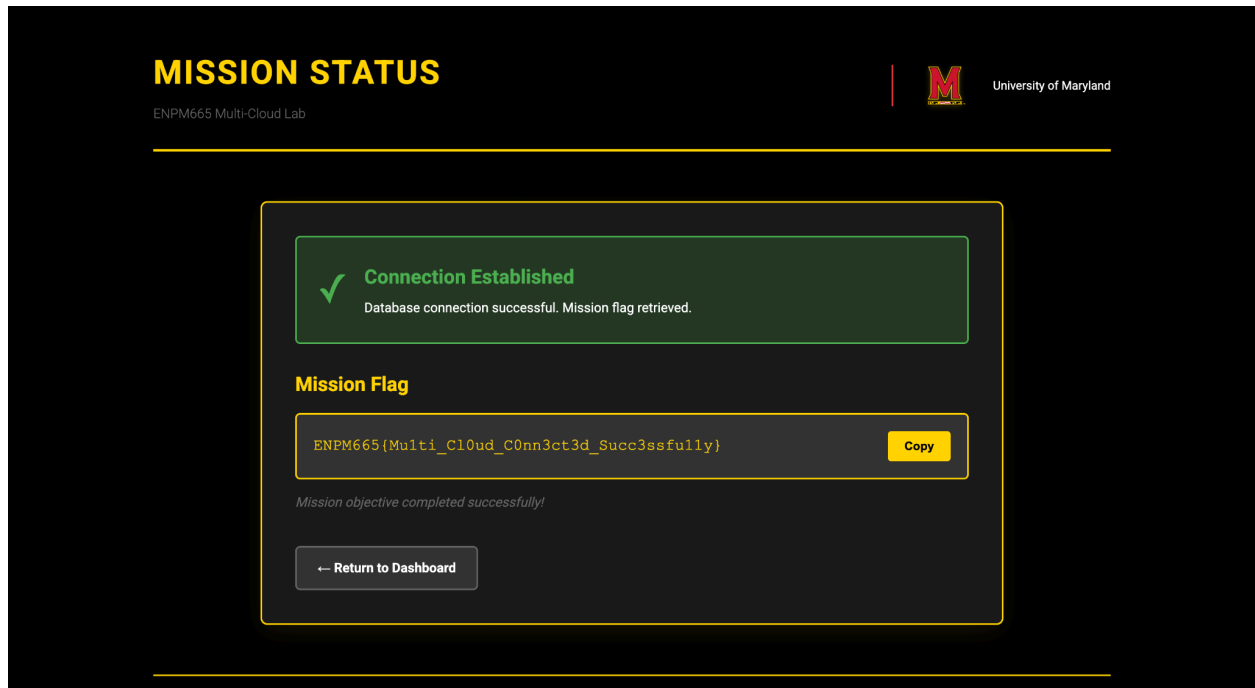 MISSION STATUS
ENPM665 Multi-Cloud Lab
University of Maryland
Connection Established
Database connection successful. Mission flag retrieved.
Mission Flag
ENPM665{Mu1ti_Cl0ud_C0nn3ct3d_Succ3ssfu11y}
Copy
Mission objective completed successfully!
← Return to Dashboard